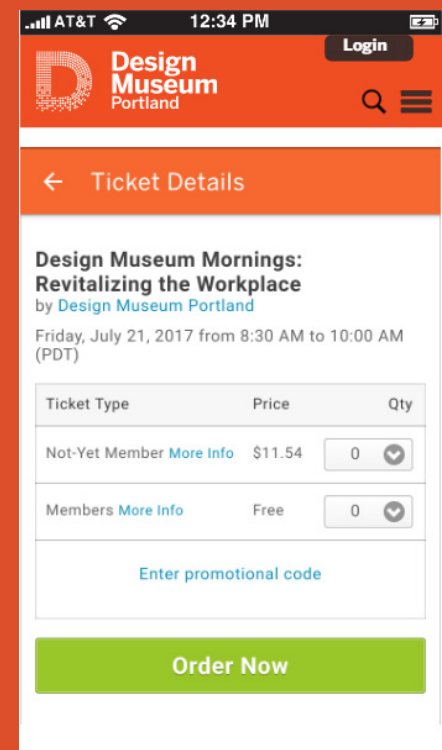 AT&T 12:34 PM
Login
Design
Museum
Portland
Ticket Details
Design Museum Mornings:
Revitalizing the Workplace
by Design Museum Portland
Friday, July 21, 2017 from 8:30 AM to 10:00 AM
(PDT)
Ticket Type Price Qty
Not-Yet Member More Info $11.54 0
Members More Info Free 0
Enter promotional code
Order Now